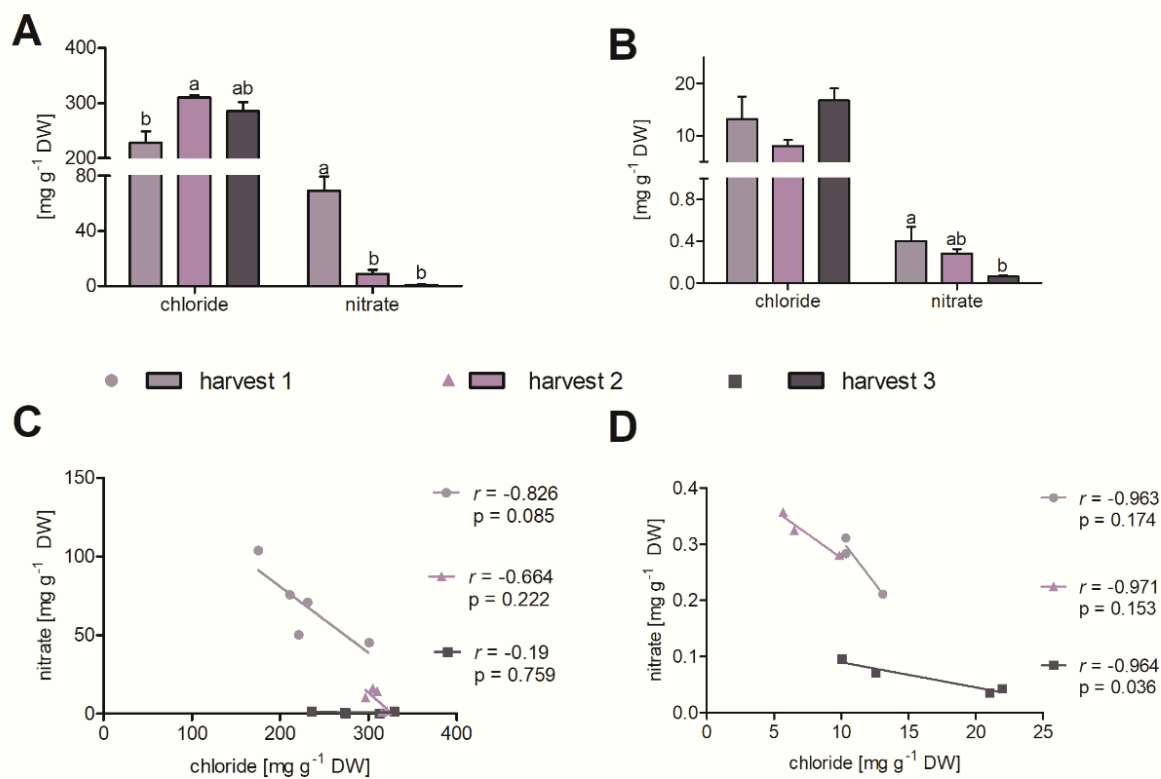 A
400
300
200
80
40
0
[mg g⁻¹ DW]
b
a
ab
a
b
b
chloride
nitrate
B
20
10
0.8
0.4
0.0
[mg g⁻¹ DW]
a
ab
b
chloride
nitrate
harvest 1
harvest 2
harvest 3
C
150
100
50
0
nitrate [mg g⁻¹ DW]
0
100
200
300
400
chloride [mg g⁻¹ DW]
r = -0.826
p = 0.085
r = -0.664
p = 0.222
r = -0.19
p = 0.759
D
0.4
0.3
0.2
0.1
0.0
nitrate [mg g⁻¹ DW]
0
5
10
15
20
25
chloride [mg g⁻¹ DW]
r = -0.963
p = 0.174
r = -0.971
p = 0.153
r = -0.964
p = 0.036